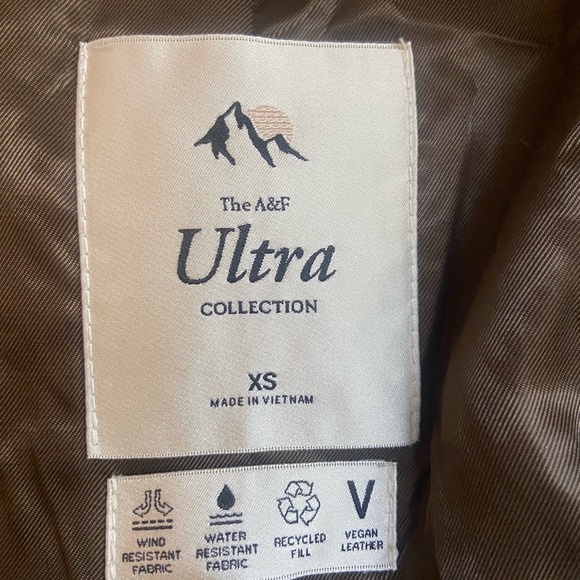 The A&F
Ultra
COLLECTION
XS
MADE IN VIETNAM
WIND
RESISTANT
FABRIC
WATER
RESISTANT
FABRIC
RECYCLED
FILL
V
VEGAN
LEATHER